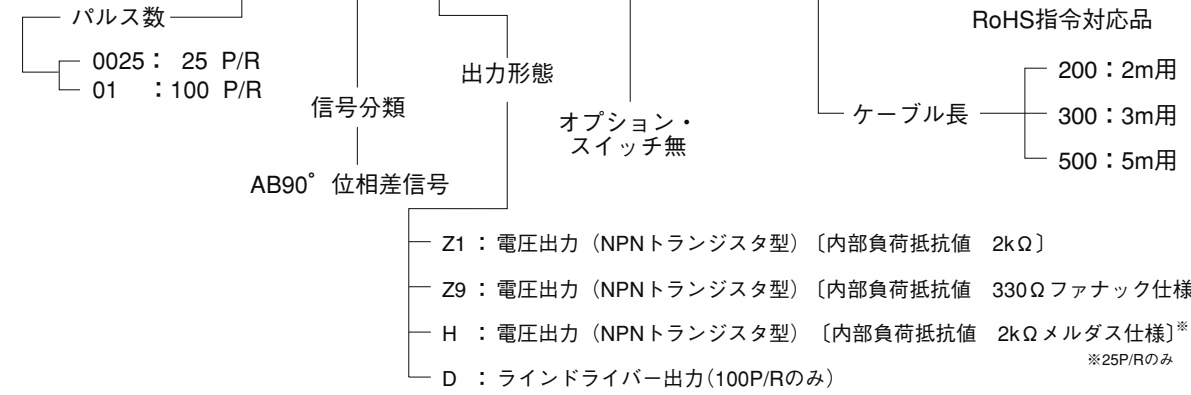 パルス数
0025： 25 P/R
01 ：100 P/R
信号分類
AB90°位相差信号
出力形態
オプション・
スイッチ無
RoHS指令対応品
ケーブル長
200：2m用
300：3m用
500：5m用
Z1 ：電圧出力（NPNトランジスタ型）〔内部負荷抵抗値 2kΩ〕
Z9 ：電圧出力（NPNトランジスタ型）〔内部負荷抵抗値 330Ωファナック仕様
H ：電圧出力（NPNトランジスタ型）〔内部負荷抵抗値 2kΩメルダス仕様〕※
※25P/Rのみ
D ：ラインドライバー出力（100P/Rのみ）